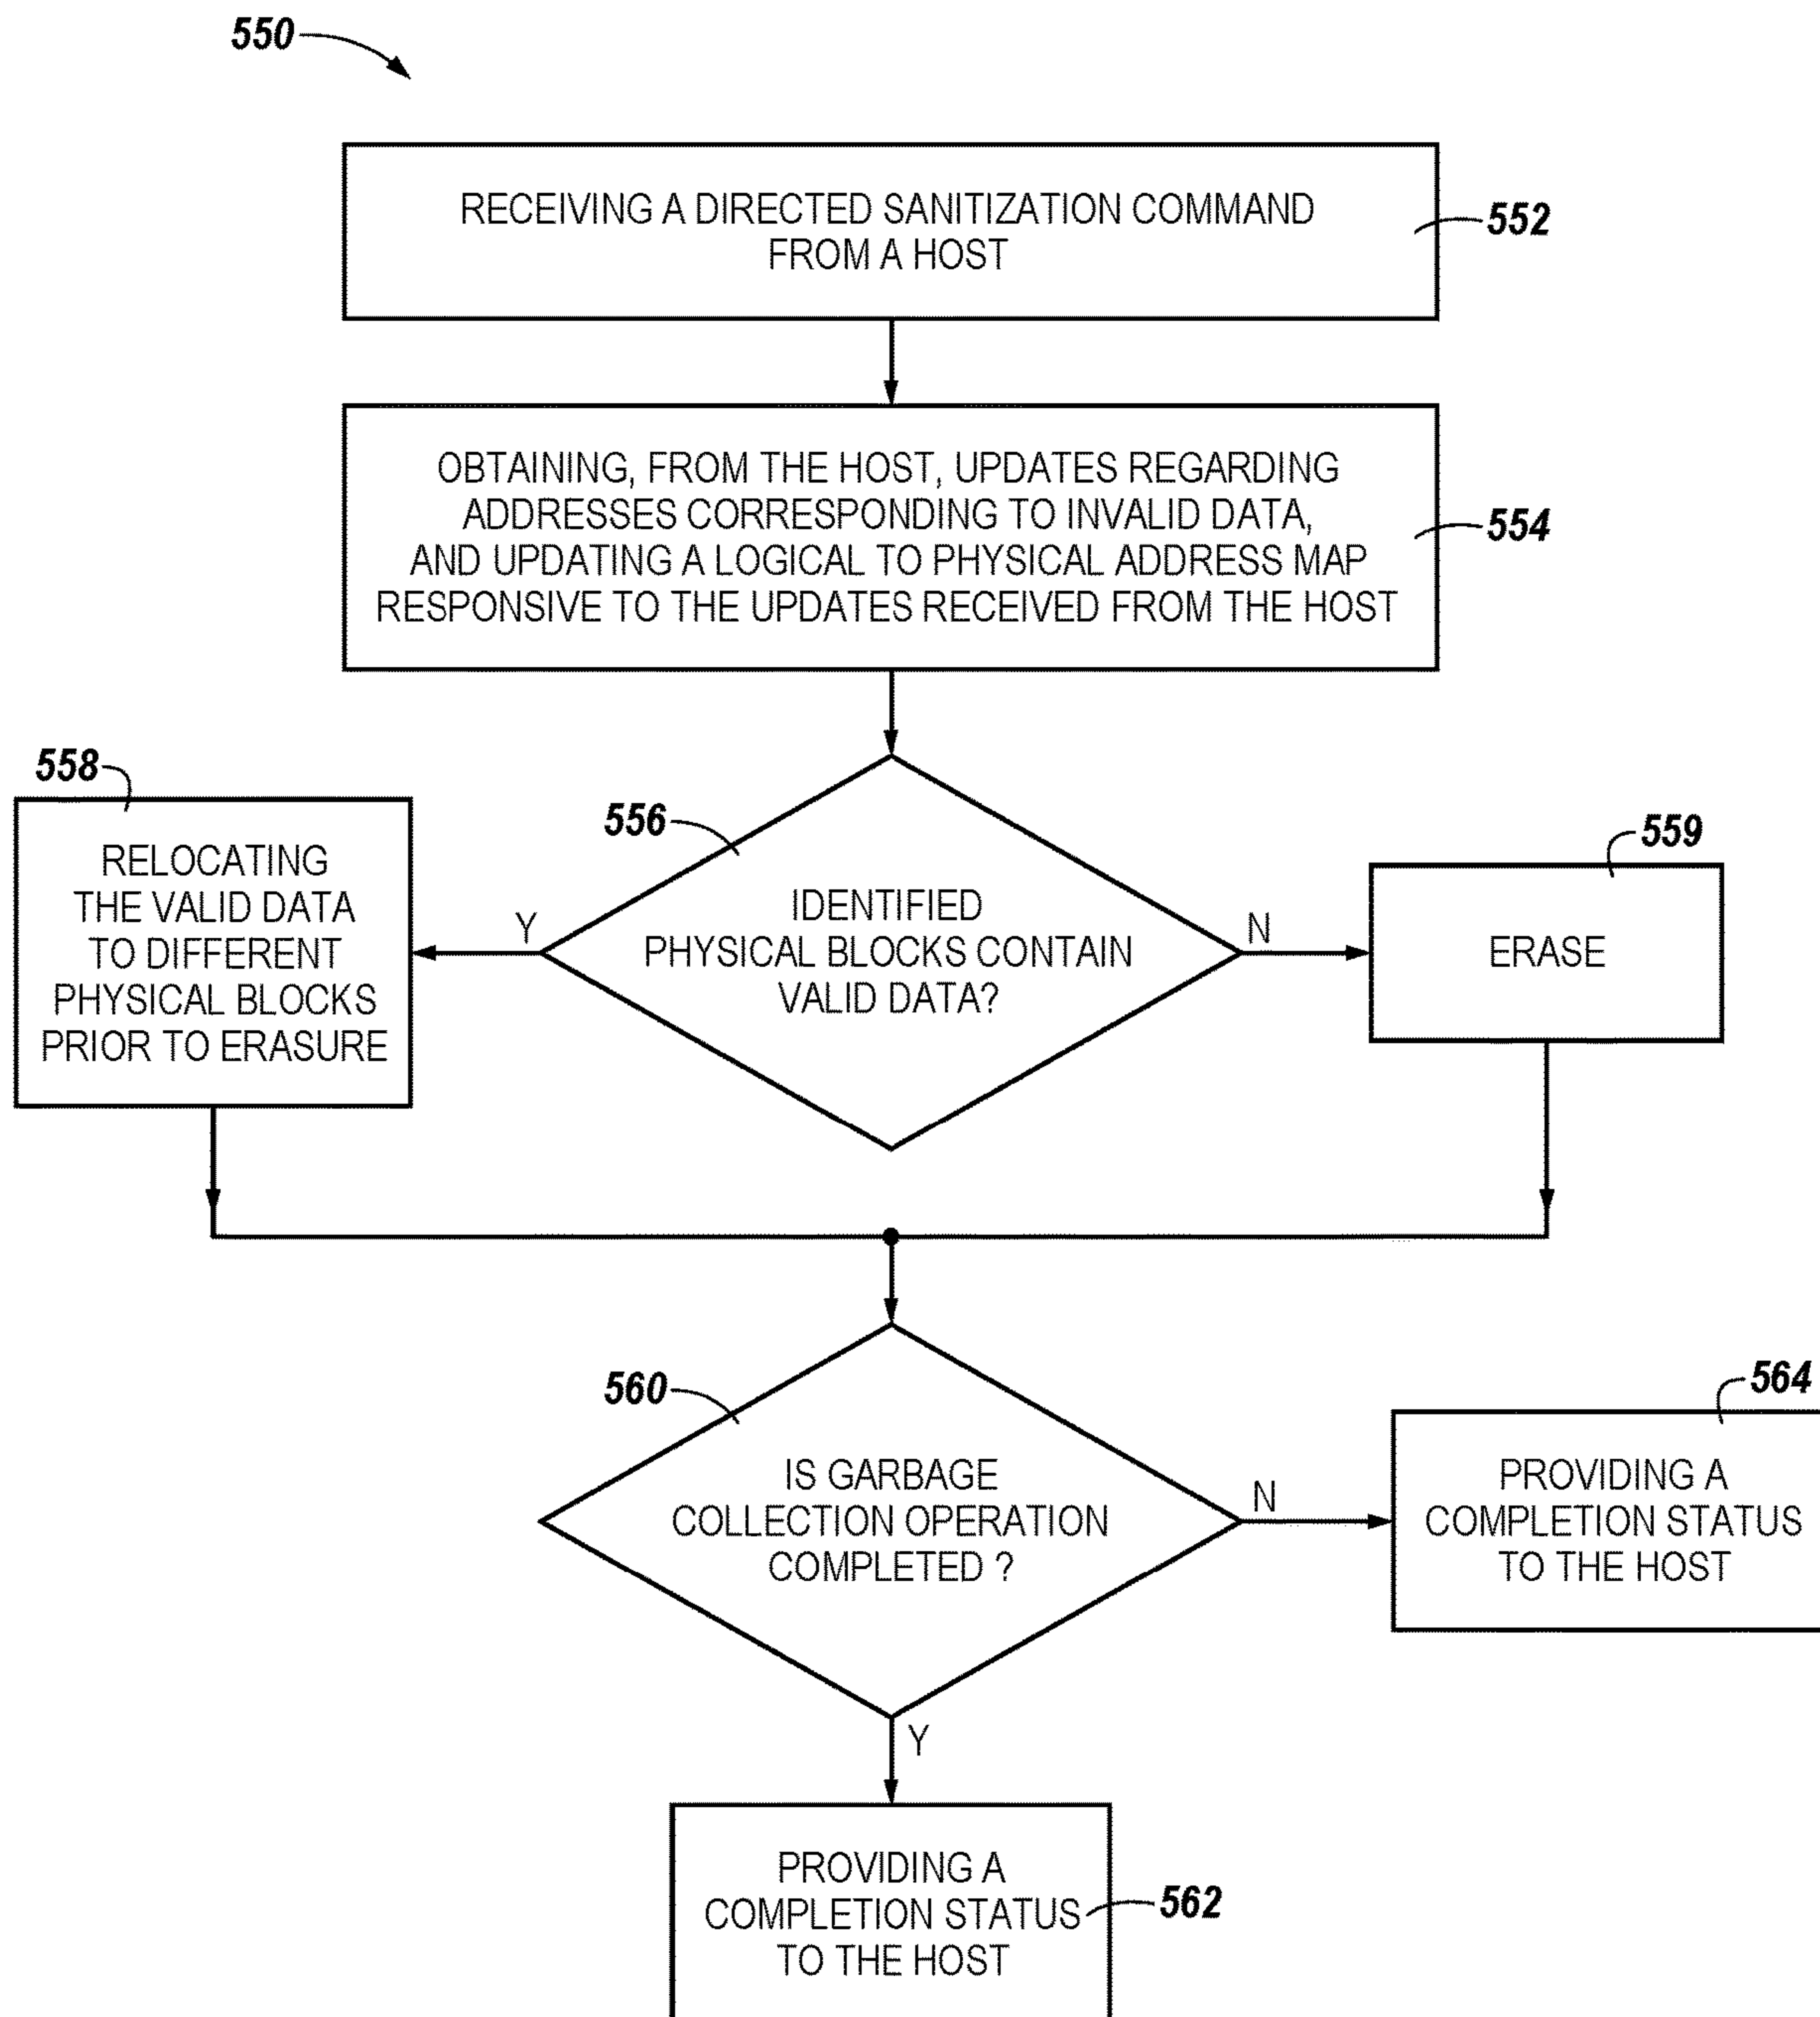 550
RECEIVING A DIRECTED SANITIZATION COMMAND
FROM A HOST
552
OBTAINING, FROM THE HOST, UPDATES REGARDING
ADDRESSES CORRESPONDING TO INVALID DATA,
AND UPDATING A LOGICAL TO PHYSICAL ADDRESS MAP
RESPONSIVE TO THE UPDATES RECEIVED FROM THE HOST
554
558
RELOCATING
THE VALID DATA
TO DIFFERENT
PHYSICAL BLOCKS
PRIOR TO ERASURE
Y
556
IDENTIFIED
PHYSICAL BLOCKS CONTAIN
VALID DATA?
N
559
ERASE
560
IS GARBAGE
COLLECTION OPERATION
COMPLETED ?
N
564
PROVIDING A
COMPLETION STATUS
TO THE HOST
Y
PROVIDING A
COMPLETION STATUS
TO THE HOST
562